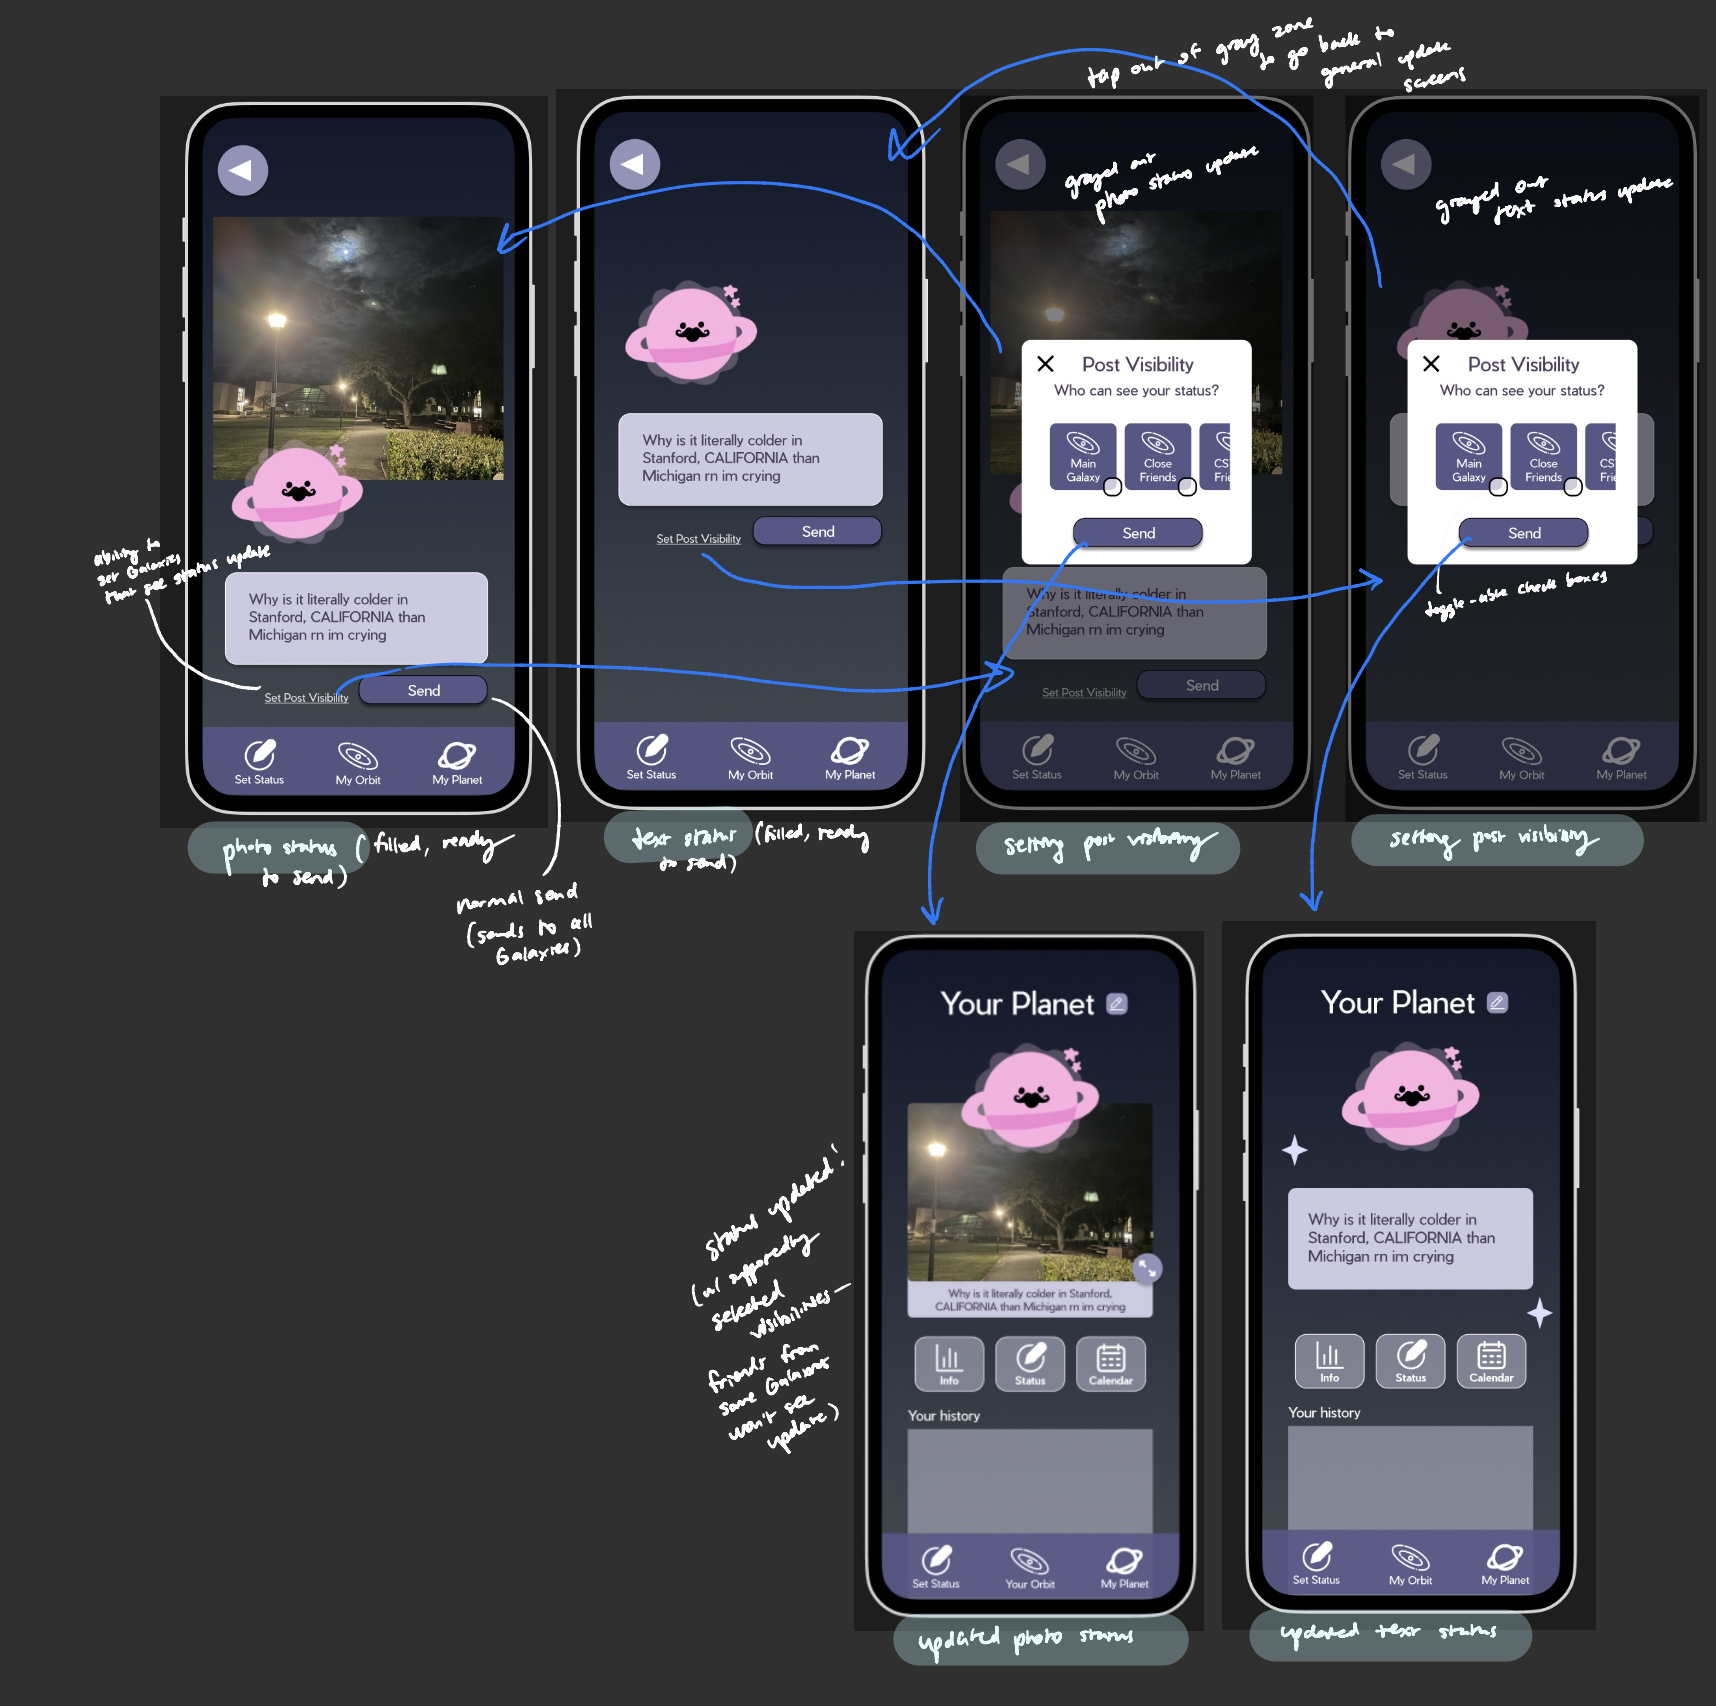 tap out of gray zone
to go back to
general update
screens
grayed out
photo status update
grayed out
text status update
Post Visibility
Who can see your status?
Main
Galaxy
Close
Friends
CS
Frie
Send
Post Visibility
Who can see your status?
Main
Galaxy
Close
Friends
CS
Frie
Send
toggle-able check boxes
Why is it literally colder in
Stanford, CALIFORNIA than
Michigan rn im crying
Set Post Visibility
Send
ability to
set Galaxies
that see status update
Why is it literally colder in
Stanford, CALIFORNIA than
Michigan rn im crying
Set Post Visibility
Send
Why is it literally colder in
Stanford, CALIFORNIA than
Michigan rn im crying
Set Post Visibility
Send
Set Status
My Orbit
My Planet
Set Status
My Orbit
My Planet
Set Status
My Orbit
My Planet
Set Status
My Orbit
My Planet
photo status (filled, ready
to send)
text status (filled, ready
to send)
setting post visibility
setting post visibility
normal send
(sends to all
Galaxies)
Your Planet
Why is it literally colder in Stanford,
CALIFORNIA than Michigan rn im crying
Info
Status
Calendar
Your history
Set Status
Your Orbit
My Planet
Your Planet
Why is it literally colder in
Stanford, CALIFORNIA than
Michigan rn im crying
Info
Status
Calendar
Your history
Set Status
My Orbit
My Planet
status updated!
(w/ supposedly
selected
visibilities—
friends from
some Galaxies
won't see
update)
updated photo status
updated text status